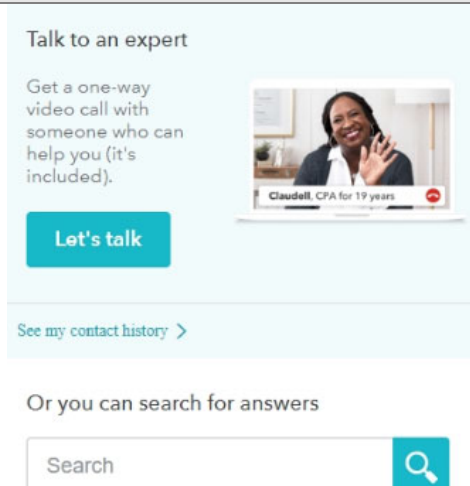 Talk to an expert
Get a one-way
video call with
someone who can
help you (it's
included).
Claudell, CPA for 19 years
Let's talk
See my contact history
Or you can search for answers
Search